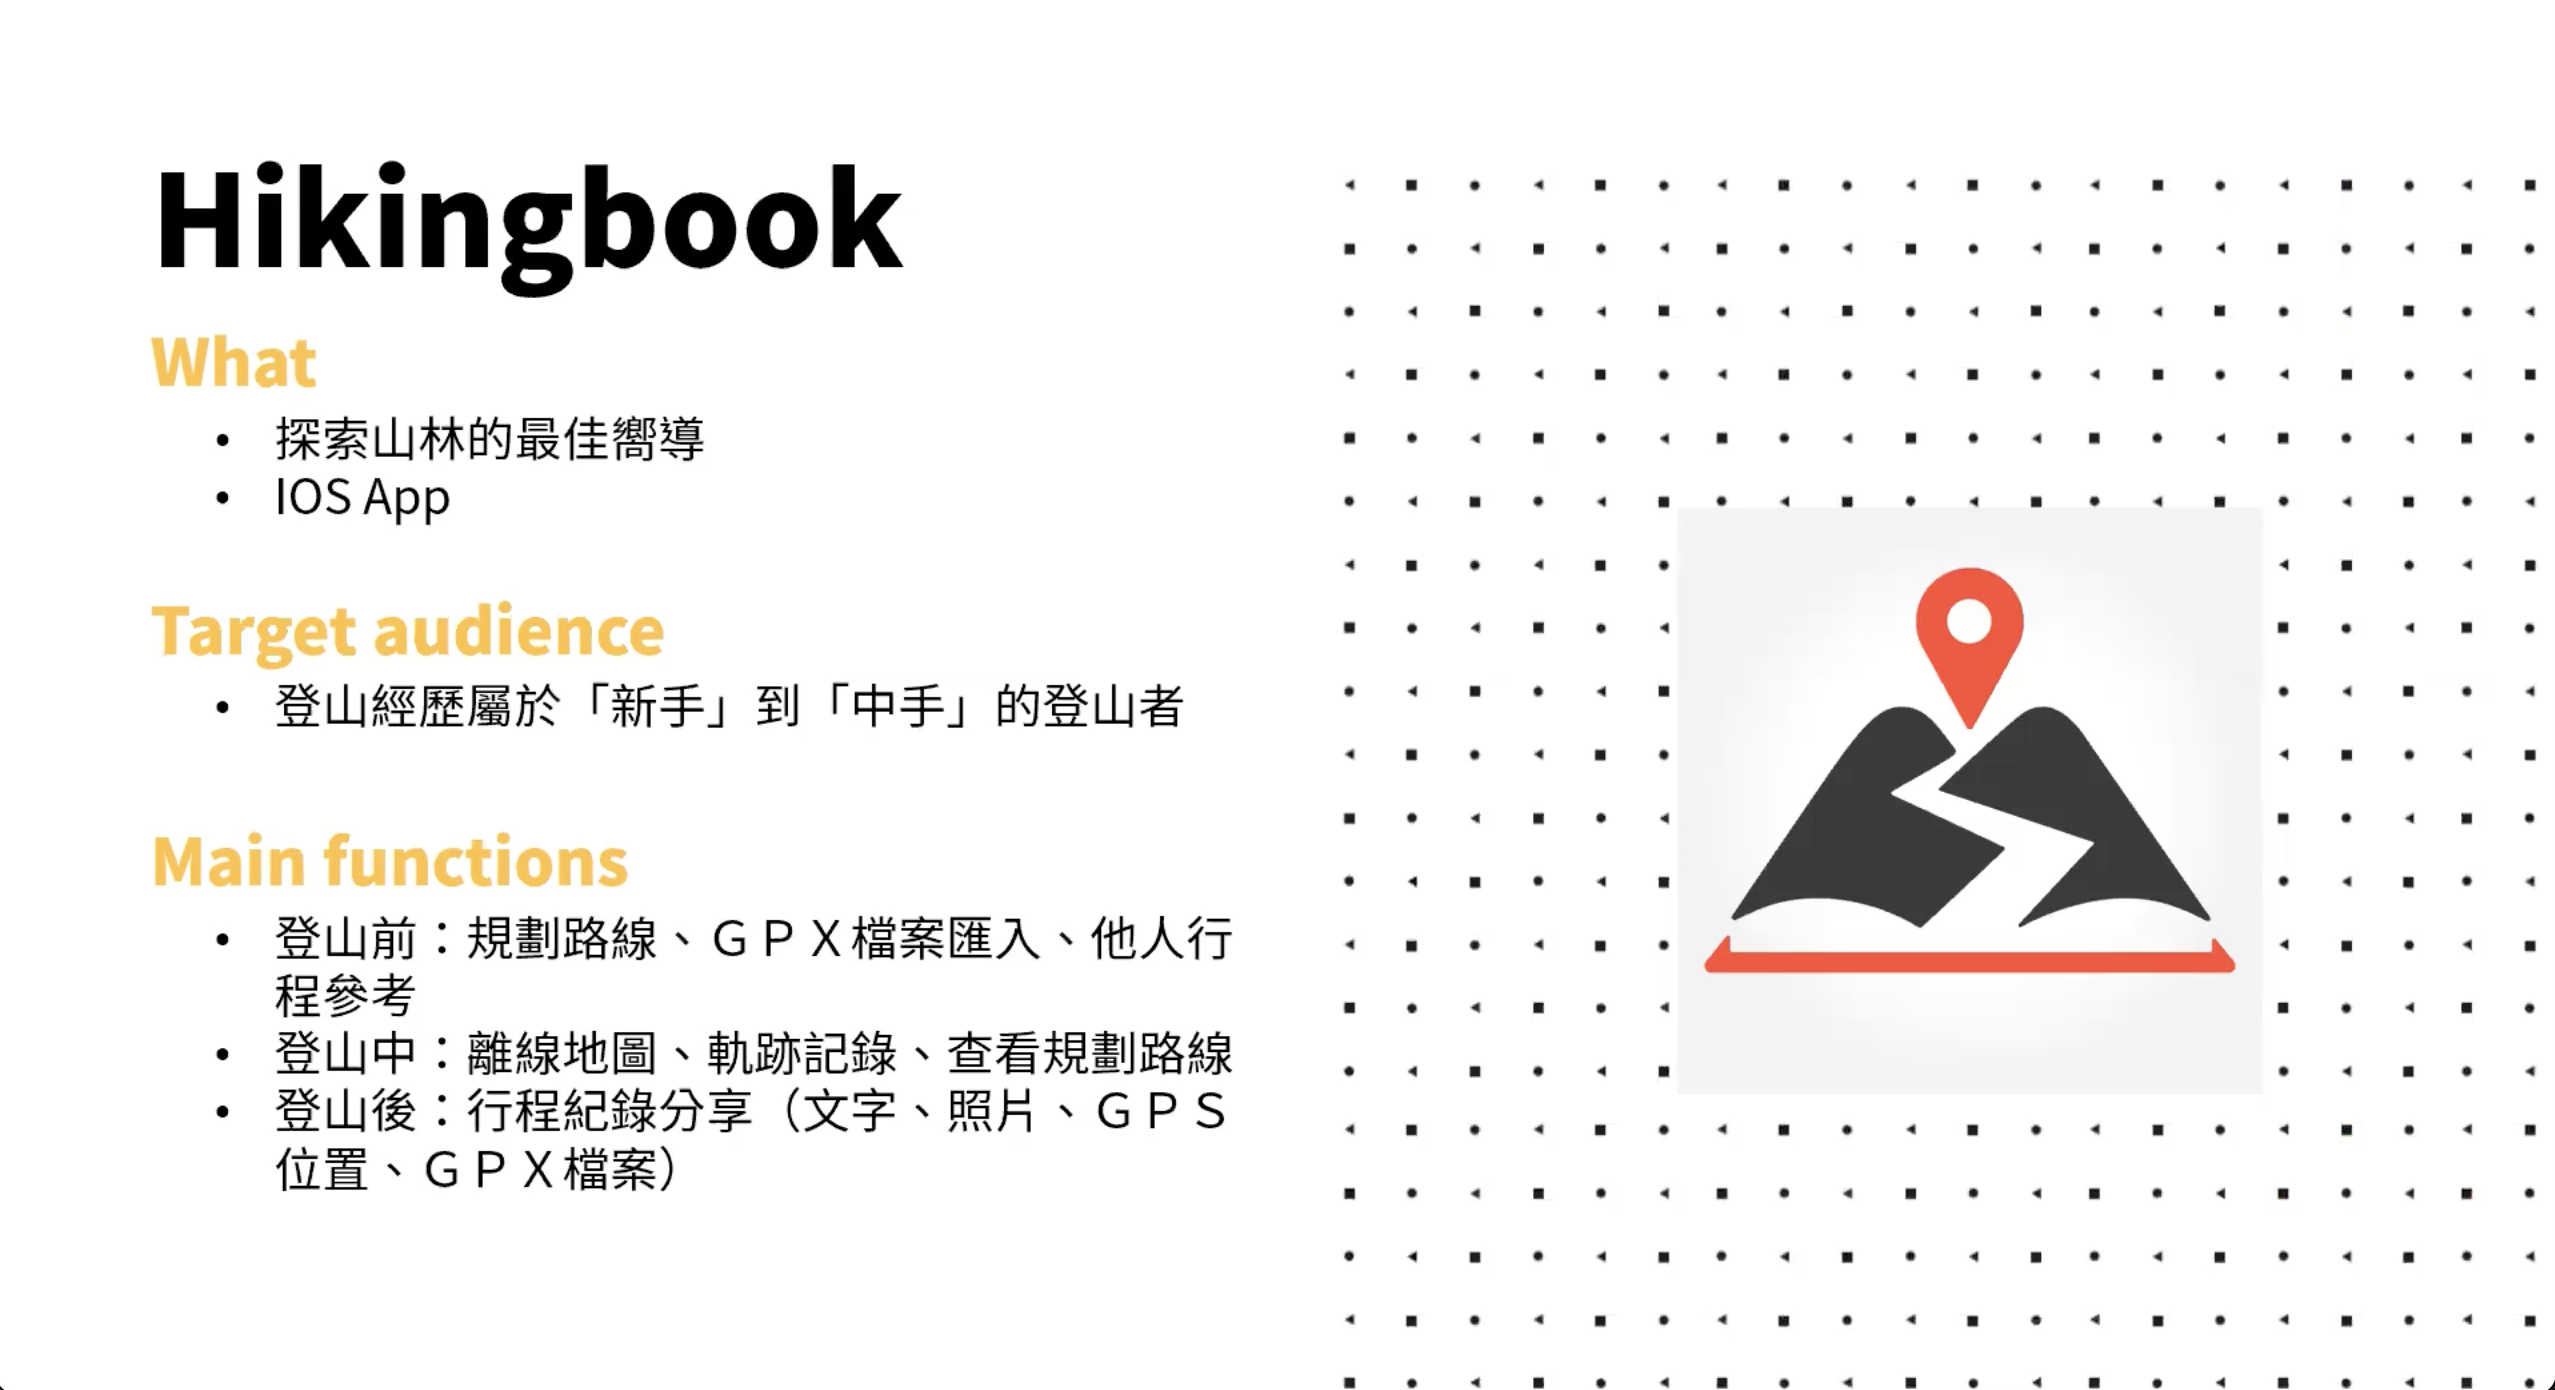 Hikingbook
What
• 探索山林的最佳嚮導
• IOS App
Target audience
• 登山經歷屬於「新手」到「中手」的登山者
Main functions
• 登山前：規劃路線、ＧＰＸ檔案匯入、他人行
程參考
• 登山中：離線地圖、軌跡記錄、查看規劃路線
• 登山後：行程紀錄分享（文字、照片、ＧＰＳ
位置、ＧＰＸ檔案）